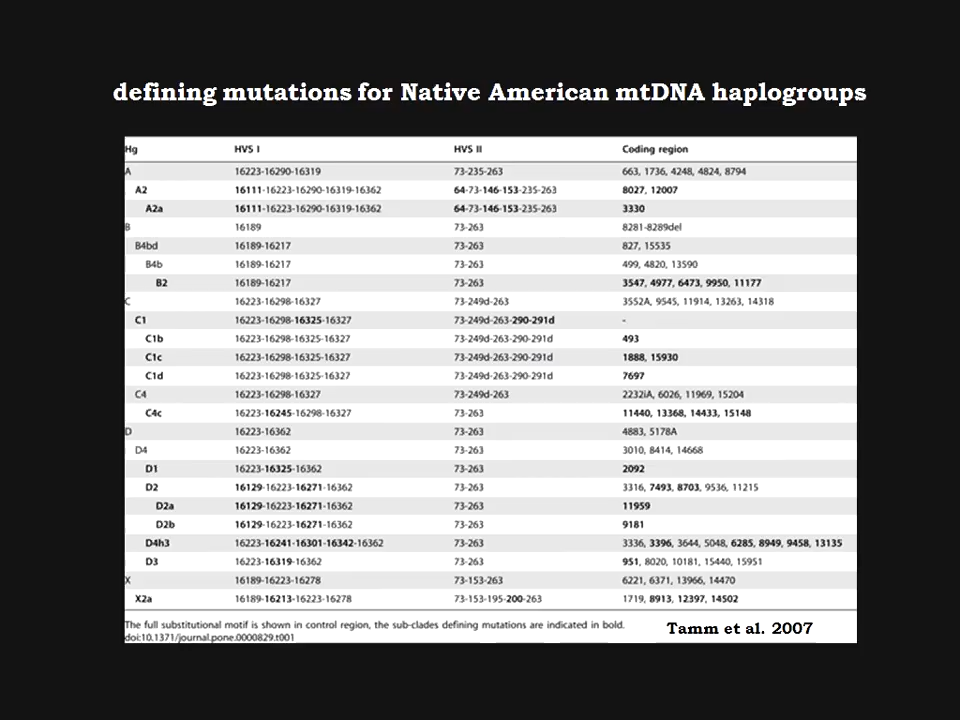 defining mutations for Native American mtDNA haplogroups
Hg HVS I HVS II Coding region
A 16223-16290-16319 73-235-263 663, 1736, 4248, 4824, 8794
A2 16111-16223-16290-16319-16362 64-73-146-153-235-263 8027, 12007
A2a 16111-16223-16290-16319-16362 64-73-146-153-235-263 3330
B 16189 73-263 8281-8289del
B4bd 16189-16217 73-263 827, 15535
B4b 16189-16217 73-263 499, 4820, 13590
B2 16189-16217 73-263 3547, 4977, 6473, 9950, 11177
C 16223-16298-16327 73-249d-263 3552A, 9545, 11914, 13263, 14318
C1 16223-16298-16325-16327 73-249d-263-290-291d -
C1b 16223-16298-16325-16327 73-249d-263-290-291d 493
C1c 16223-16298-16325-16327 73-249d-263-290-291d 1888, 15930
C1d 16223-16298-16325-16327 73-249d-263-290-291d 7697
C4 16223-16298-16327 73-249d-263 2232iA, 6026, 11969, 15204
C4c 16223-16245-16298-16327 73-263 11440, 13368, 14433, 15148
D 16223-16362 73-263 4883, 5178A
D4 16223-16362 73-263 3010, 8414, 14668
D1 16223-16325-16362 73-263 2092
D2 16129-16223-16271-16362 73-263 3316, 7493, 8703, 9536, 11215
D2a 16129-16223-16271-16362 73-263 11959
D2b 16129-16223-16271-16362 73-263 9181
D4h3 16223-16241-16301-16342-16362 73-263 3336, 3396, 3644, 5048, 6285, 8949, 9458, 13135
D3 16223-16319-16362 73-263 951, 8020, 10181, 15440, 15951
X 16189-16223-16278 73-153-263 6221, 6371, 13966, 14470
X2a 16189-16213-16223-16278 73-153-195-200-263 1719, 8913, 12397, 14502
The full substitutional motif is shown in control region, the sub-clades defining mutations are indicated in bold.
doi:10.1371/journal.pone.0000829.t001
Tamm et al. 2007